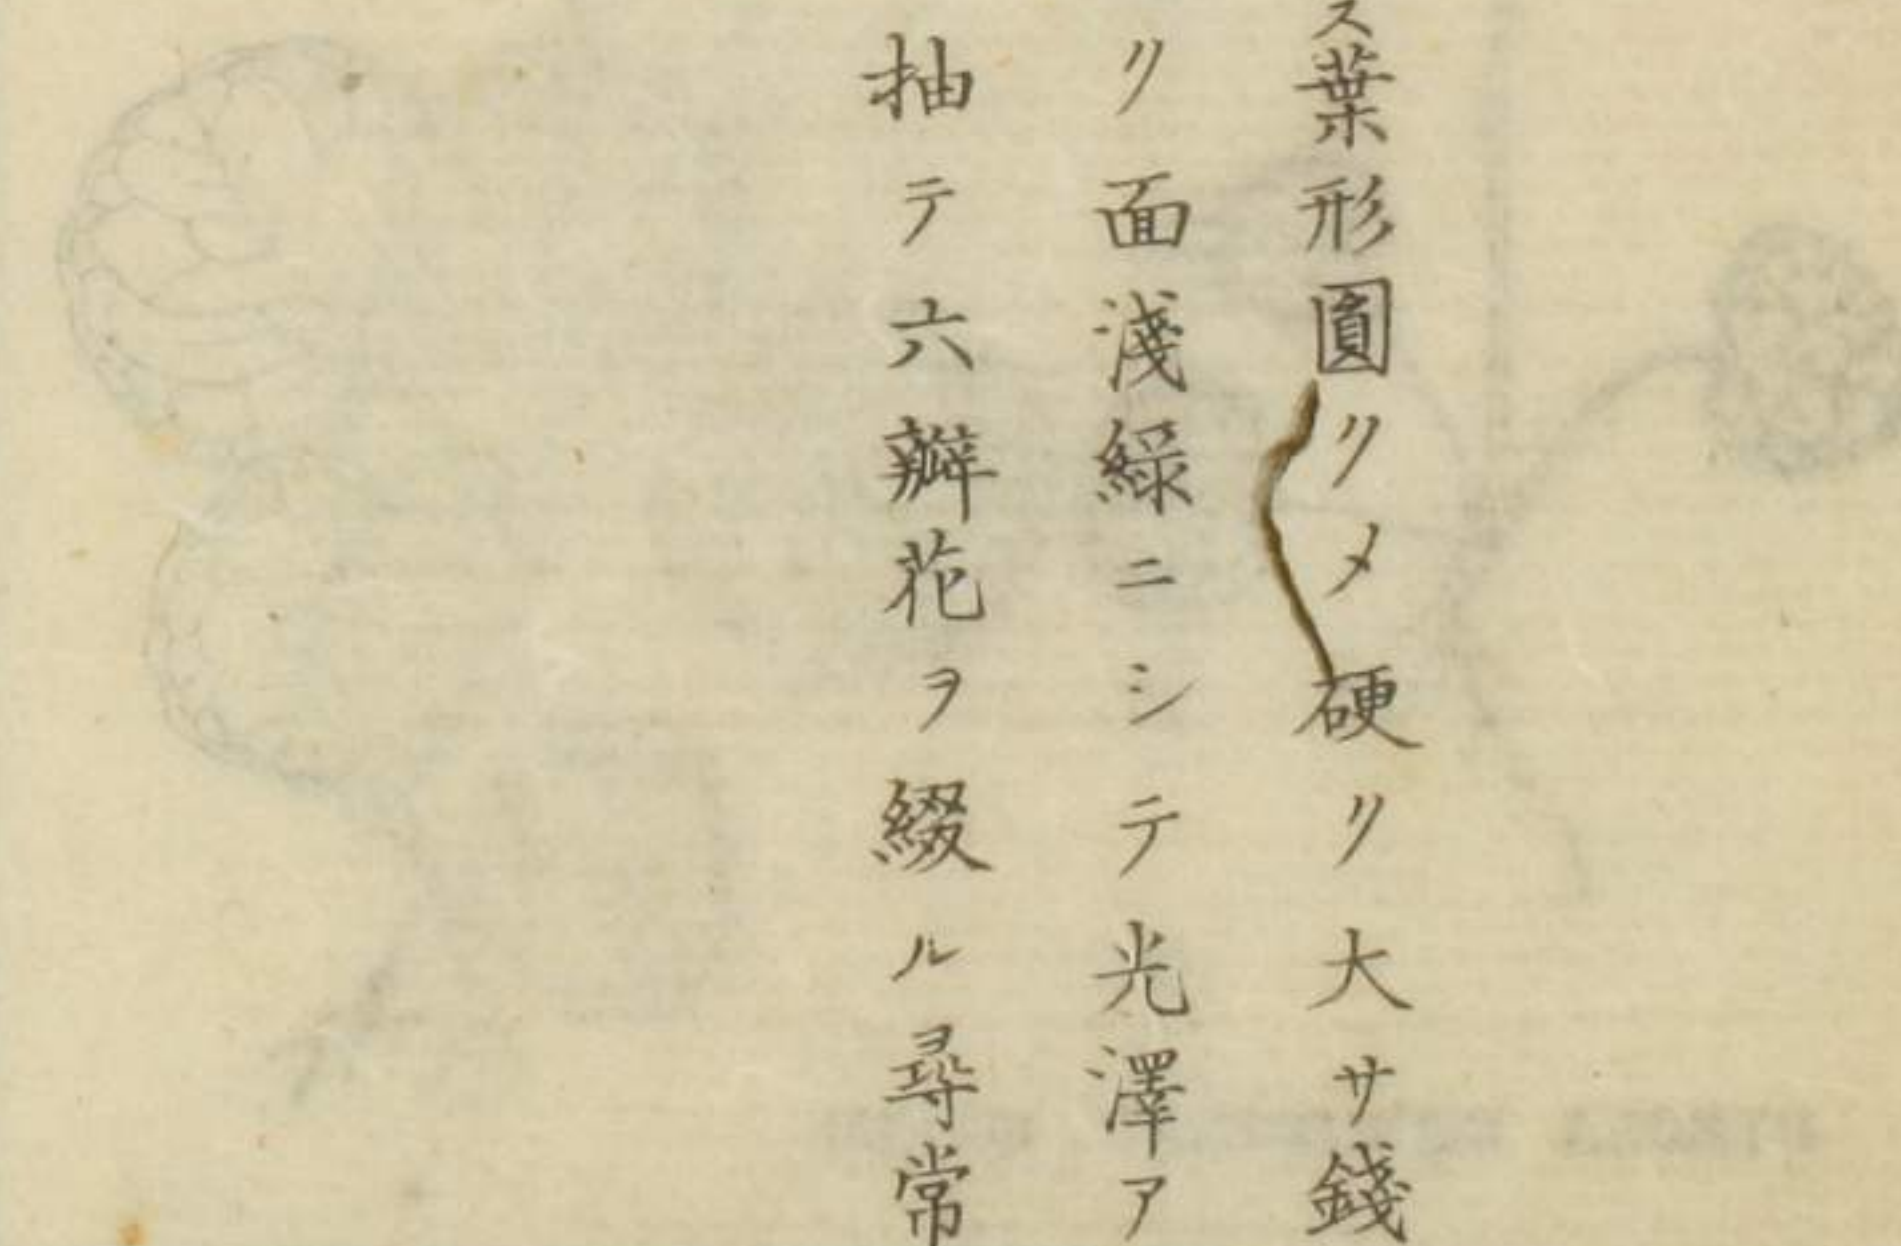 ス葉形圓クメ硬ク大サ錢
リ面淺緑ニシテ光澤ア
抽テ六瓣花ヲ綴ル尋常